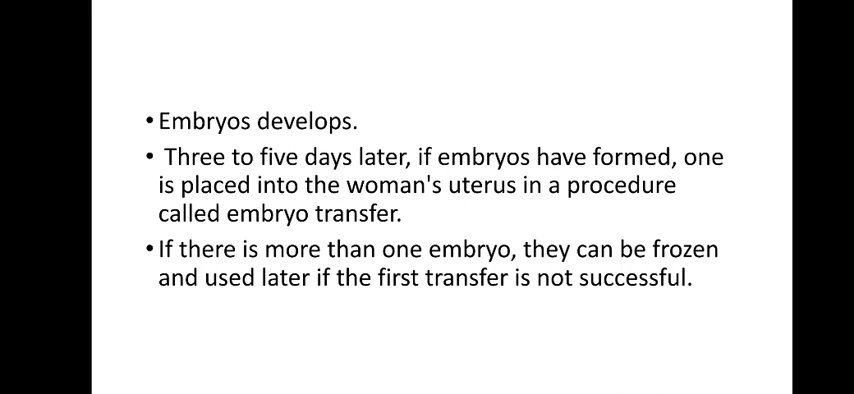 • Embryos develops.
• Three to five days later, if embryos have formed, one
is placed into the woman's uterus in a procedure
called embryo transfer.
• If there is more than one embryo, they can be frozen
and used later if the first transfer is not successful.